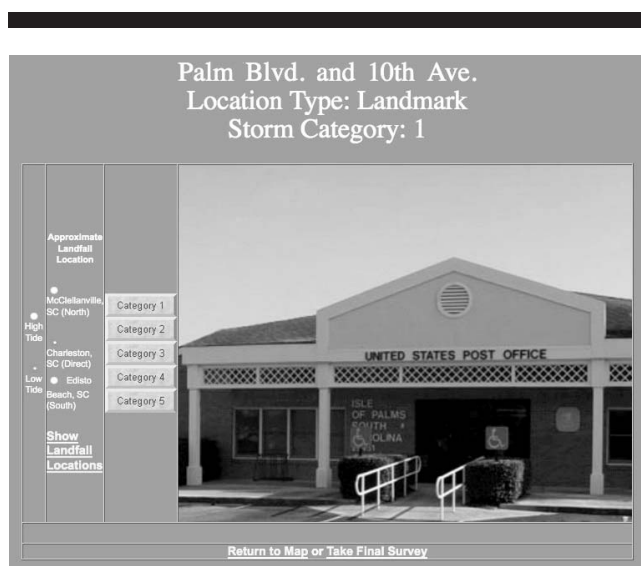 Palm Blvd. and 10th Ave.
Location Type: Landmark
Storm Category: 1
Approximate
Landfall
Location
McClellanville,
SC (North)
High
Tide
Charleston,
SC (Direct)
Low
Tide
Edisto
Beach, SC
(South)
Show
Landfall
Locations
Category 1
Category 2
Category 3
Category 4
Category 5
UNITED STATES POST OFFICE
ISLE
OF PALMS
SOUTH
OLINA
Return to Map or Take Final Survey